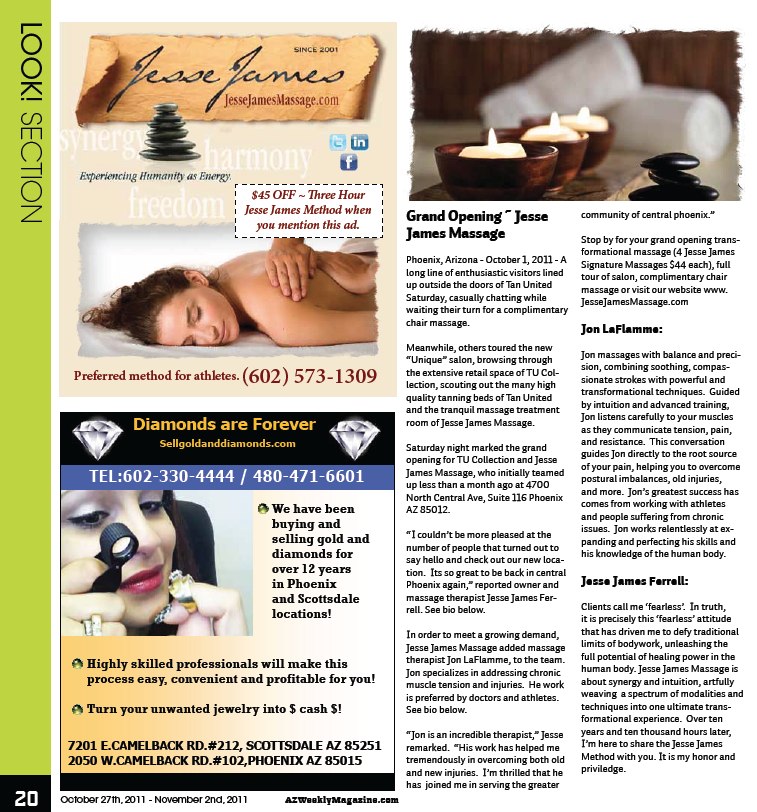 LOOK! SECTION
SINCE 2001
Jesse James
JesseJamesMassage.com
synergy
harmony
Experiencing Humanity as Energy.
freedom
$45 OFF ~ Three Hour
Jesse James Method when
you mention this ad.
Preferred method for athletes. (602) 573-1309
Diamonds are Forever
Sellgoldanddiamonds.com
TEL:602-330-4444 / 480-471-6601
We have been
buying and
selling gold and
diamonds for
over 12 years
in Phoenix
and Scottsdale
locations!
Highly skilled professionals will make this
process easy, convenient and profitable for you!
Turn your unwanted jewelry into $ cash $!
7201 E.CAMELBACK RD.#212, SCOTTSDALE AZ 85251
2050 W.CAMELBACK RD.#102,PHOENIX AZ 85015
Grand Opening ~ Jesse
James Massage
Phoenix, Arizona - October 1, 2011 - A
long line of enthusiastic visitors lined
up outside the doors of Tan United
Saturday, casually chatting while
waiting their turn for a complimentary
chair massage.
Meanwhile, others toured the new
"Unique" salon, browsing through
the extensive retail space of TU Col-
lection, scouting out the many high
quality tanning beds of Tan United
and the tranquil massage treatment
room of Jesse James Massage.
Saturday night marked the grand
opening for TU Collection and Jesse
James Massage, who initially teamed
up less than a month ago at 4700
North Central Ave, Suite 116 Phoenix
AZ 85012.
"I couldn't be more pleased at the
number of people that turned out to
say hello and check out our new loca-
tion.  Its so great to be back in central
Phoenix again," reported owner and
massage therapist Jesse James Fer-
rell. See bio below.
In order to meet a growing demand,
Jesse James Massage added massage
therapist Jon LaFlamme, to the team.
Jon specializes in addressing chronic
muscle tension and injuries.  He work
is preferred by doctors and athletes.
See bio below.
"Jon is an incredible therapist," Jesse
remarked.  "His work has helped me
tremendously in overcoming both old
and new injuries.  I'm thrilled that he
has  joined me in serving the greater
community of central phoenix."
Stop by for your grand opening trans-
formational massage (4 Jesse James
Signature Massages $44 each), full
tour of salon, complimentary chair
massage or visit our website www.
JesseJamesMassage.com
Jon LaFlamme:
Jon massages with balance and preci-
sion, combining soothing, compas-
sionate strokes with powerful and
transformational techniques.  Guided
by intuition and advanced training,
Jon listens carefully to your muscles
as they communicate tension, pain,
and resistance.  This conversation
guides Jon directly to the root source
of your pain, helping you to overcome
postural imbalances, old injuries,
and more.  Jon's greatest success has
comes from working with athletes
and people suffering from chronic
issues.  Jon works relentlessly at ex-
panding and perfecting his skills and
his knowledge of the human body.
Jesse James Ferrell:
Clients call me 'fearless'.  In truth,
it is precisely this 'fearless' attitude
that has driven me to defy traditional
limits of bodywork, unleashing the
full potential of healing power in the
human body. Jesse James Massage is
about synergy and intuition, artfully
weaving  a spectrum of modalities and
techniques into one ultimate trans-
formational experience.  Over ten
years and ten thousand hours later,
I'm here to share the Jesse James
Method with you. It is my honor and
priviledge.
20 October 27th, 2011 - November 2nd, 2011 AZWeeklyMagazine.com